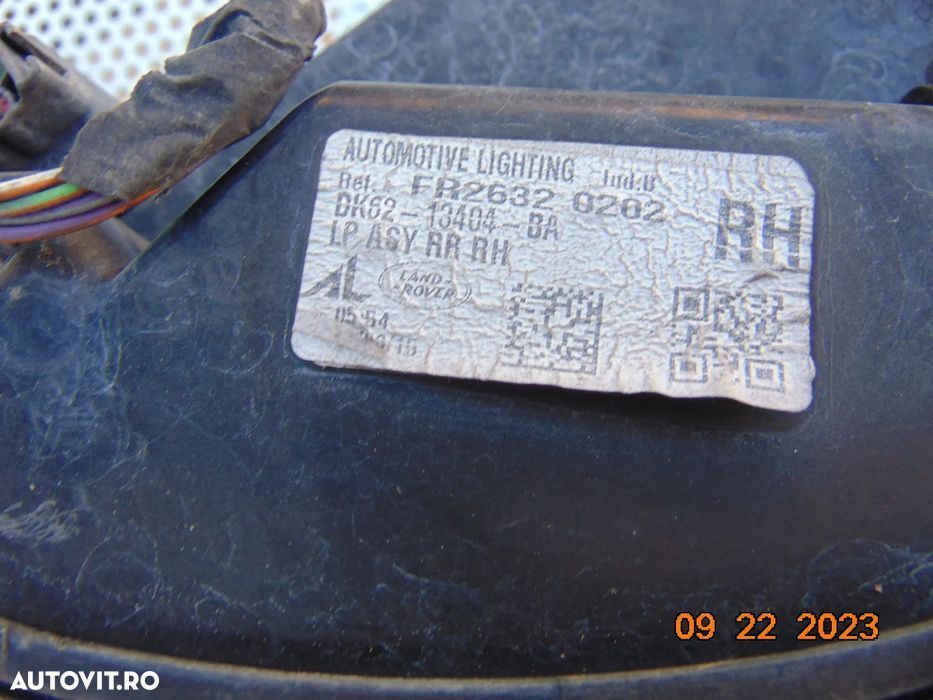 AUTOMOTIVE LIGHTING Ind:B
Ref. FR2632 0202
DK62-13404-BA
LP ASY RR RH
RH
AL
LAND
ROVER
05:54
09 22 2023
AUTOVIT.RO